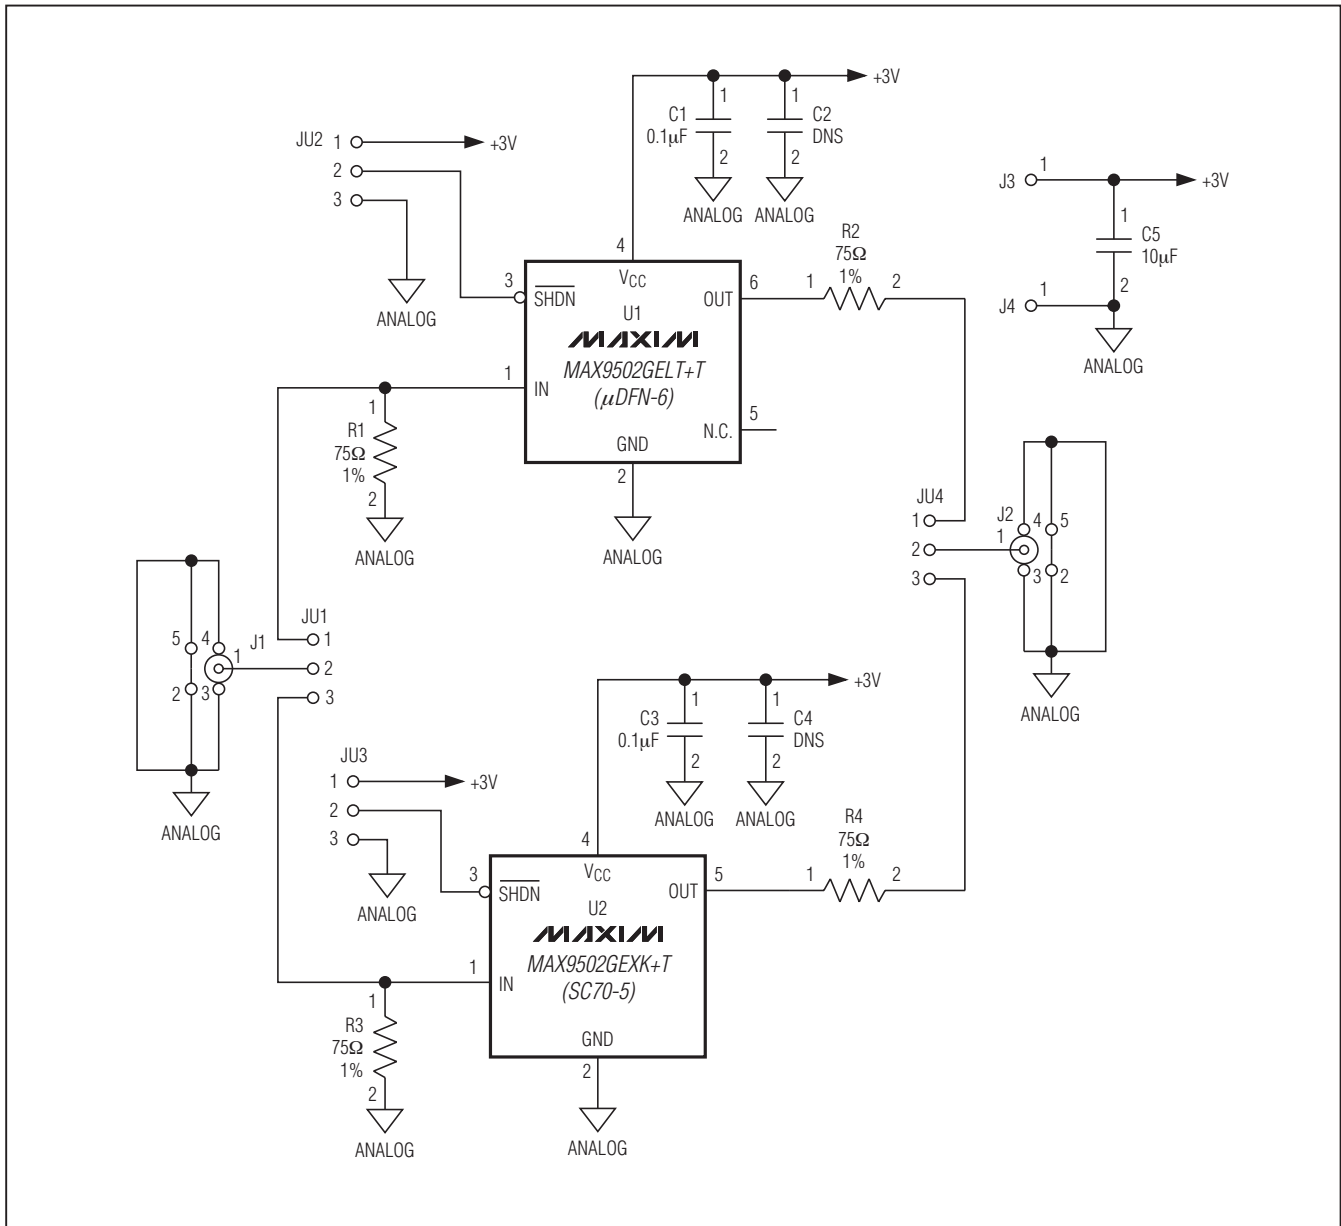 +3V
C1
0.1μF
1
2
ANALOG
C2
DNS
1
2
ANALOG
JU2
1
+3V
2
3
ANALOG
J3
1
+3V
1
C5
10μF
2
J4
1
ANALOG
4
VCC
3
SHDN
U1
MAXIM
MAX9502GELT+T
(μDFN-6)
OUT
6
1
IN
N.C.
5
GND
2
ANALOG
R2
75Ω
1%
1
2
1
R1
75Ω
1%
2
ANALOG
JU4
1
2
3
J2
1
4
5
3
2
ANALOG
5
4
J1
1
2
3
ANALOG
JU1
1
2
3
+3V
C3
0.1μF
1
2
ANALOG
C4
DNS
1
2
ANALOG
JU3
1
+3V
2
3
ANALOG
4
VCC
3
SHDN
U2
MAXIM
MAX9502GEXK+T
(SC70-5)
OUT
5
1
IN
GND
2
ANALOG
R4
75Ω
1%
1
2
1
R3
75Ω
1%
2
ANALOG